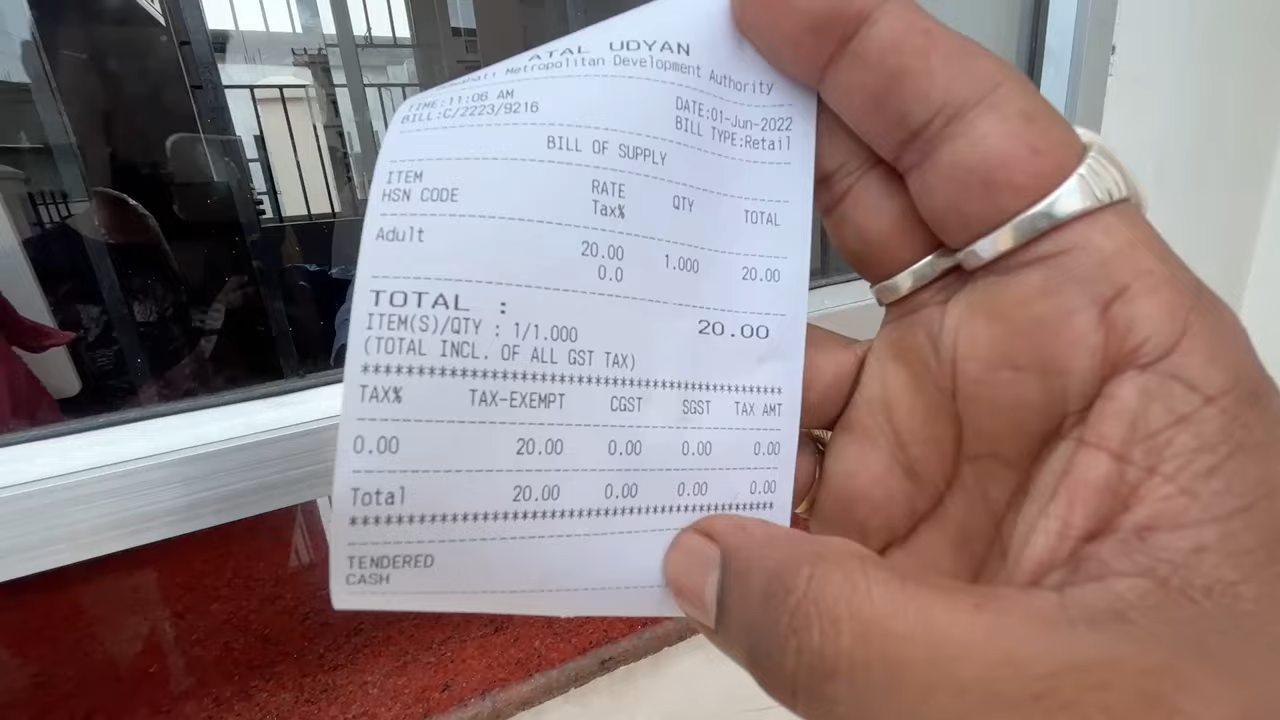 ATAL UDYAN
Metropolitan Development Authority
TIME:11:06 AM DATE:01-Jun-2022
BILL:C/2223/9216 BILL TYPE:Retail
BILL OF SUPPLY
ITEM RATE QTY TOTAL
HSN CODE Tax%
Adult 20.00 1.000 20.00
0.0
TOTAL : 20.00
ITEM(S)/QTY : 1/1.000
(TOTAL INCL. OF ALL GST TAX)
****************************************
TAX% TAX-EXEMPT CGST SGST TAX AMT
0.00 20.00 0.00 0.00 0.00
Total 20.00 0.00 0.00 0.00
****************************************
TENDERED
CASH